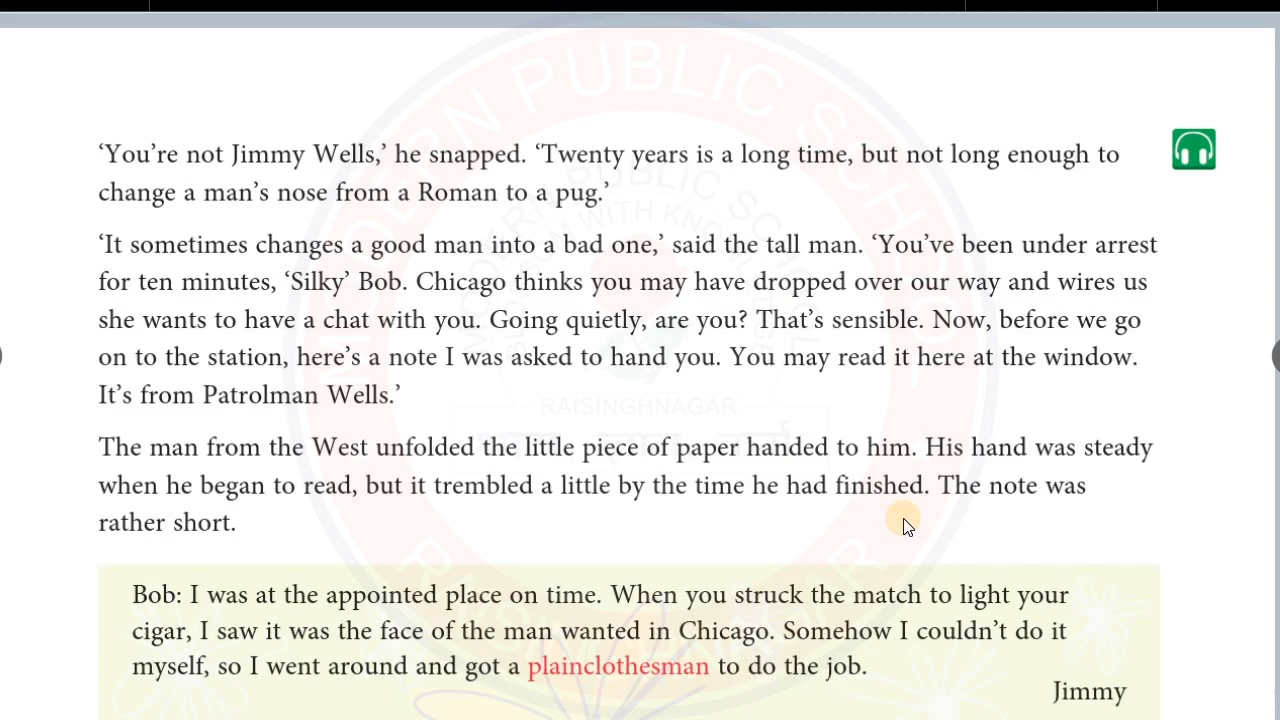 ‘You’re not Jimmy Wells,’ he snapped. ‘Twenty years is a long time, but not long enough to
change a man’s nose from a Roman to a pug.’
‘It sometimes changes a good man into a bad one,’ said the tall man. ‘You’ve been under arrest
for ten minutes, ‘Silky’ Bob. Chicago thinks you may have dropped over our way and wires us
she wants to have a chat with you. Going quietly, are you? That’s sensible. Now, before we go
on to the station, here’s a note I was asked to hand you. You may read it here at the window.
It’s from Patrolman Wells.’
The man from the West unfolded the little piece of paper handed to him. His hand was steady
when he began to read, but it trembled a little by the time he had finished. The note was
rather short.
Bob: I was at the appointed place on time. When you struck the match to light your
cigar, I saw it was the face of the man wanted in Chicago. Somehow I couldn’t do it
myself, so I went around and got a plainclothesman to do the job.
Jimmy
MODERN PUBLIC SCHOOL
RAISINGHNAGAR